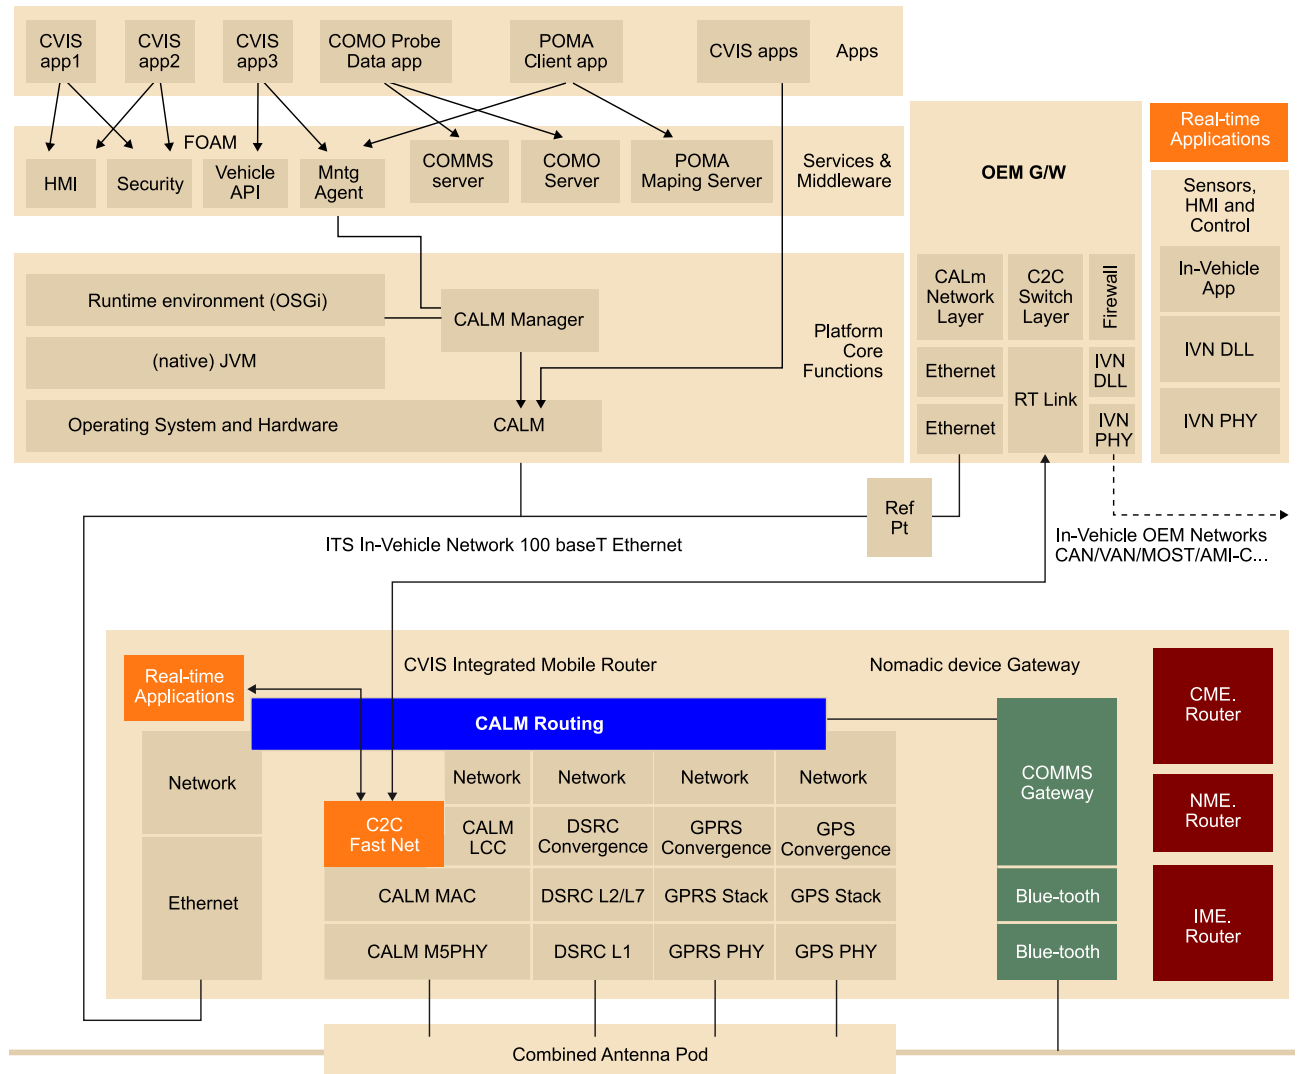 CVIS
app1
CVIS
app2
CVIS
app3
COMO Probe
Data app
POMA
Client app
CVIS apps
Apps
FOAM
HMI
Security
Vehicle
API
Mntg
Agent
COMMS
server
COMO
Server
POMA
Maping Server
Services &
Middleware
OEM G/W
Real-time
Applications
Sensors,
HMI and
Control
In-Vehicle
App
IVN DLL
IVN PHY
CALm
Network
Layer
C2C
Switch
Layer
Firewall
Ethernet
RT Link
IVN
DLL
Ethernet
IVN
PHY
Runtime environment (OSGi)
CALM Manager
(native) JVM
Platform
Core
Functions
Operating System and Hardware
CALM
Ref
Pt
ITS In-Vehicle Network 100 baseT Ethernet
In-Vehicle OEM Networks
CAN/VAN/MOST/AMI-C...
CVIS Integrated Mobile Router
Nomadic device Gateway
Real-time
Applications
CALM Routing
Network
Ethernet
C2C
Fast Net
Network
CALM
LCC
CALM MAC
CALM M5PHY
Network
DSRC
Convergence
DSRC L2/L7
DSRC L1
Network
GPRS
Convergence
GPRS Stack
GPRS PHY
Network
GPS
Convergence
GPS Stack
GPS PHY
COMMS
Gateway
Blue-tooth
Blue-tooth
CME.
Router
NME.
Router
IME.
Router
Combined Antenna Pod